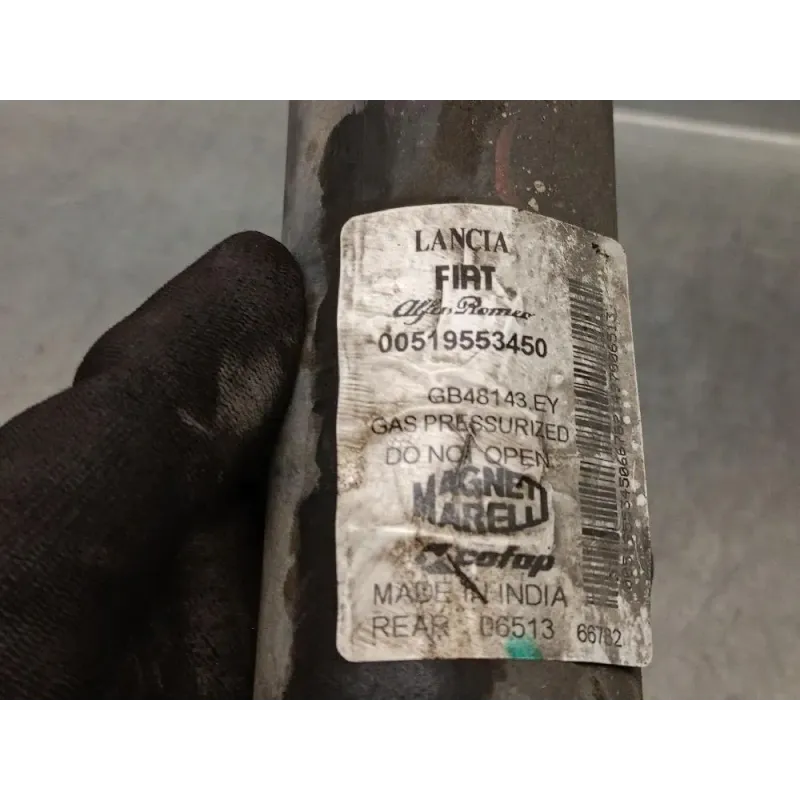 LANCIA
FIAT
Alfa Romeo
00519553450
GB48143.EY
GAS PRESSURIZED
DO NOT OPEN
MAGNETI
MARELLI
cofap
MADE IN INDIA
REAR D6513 66782